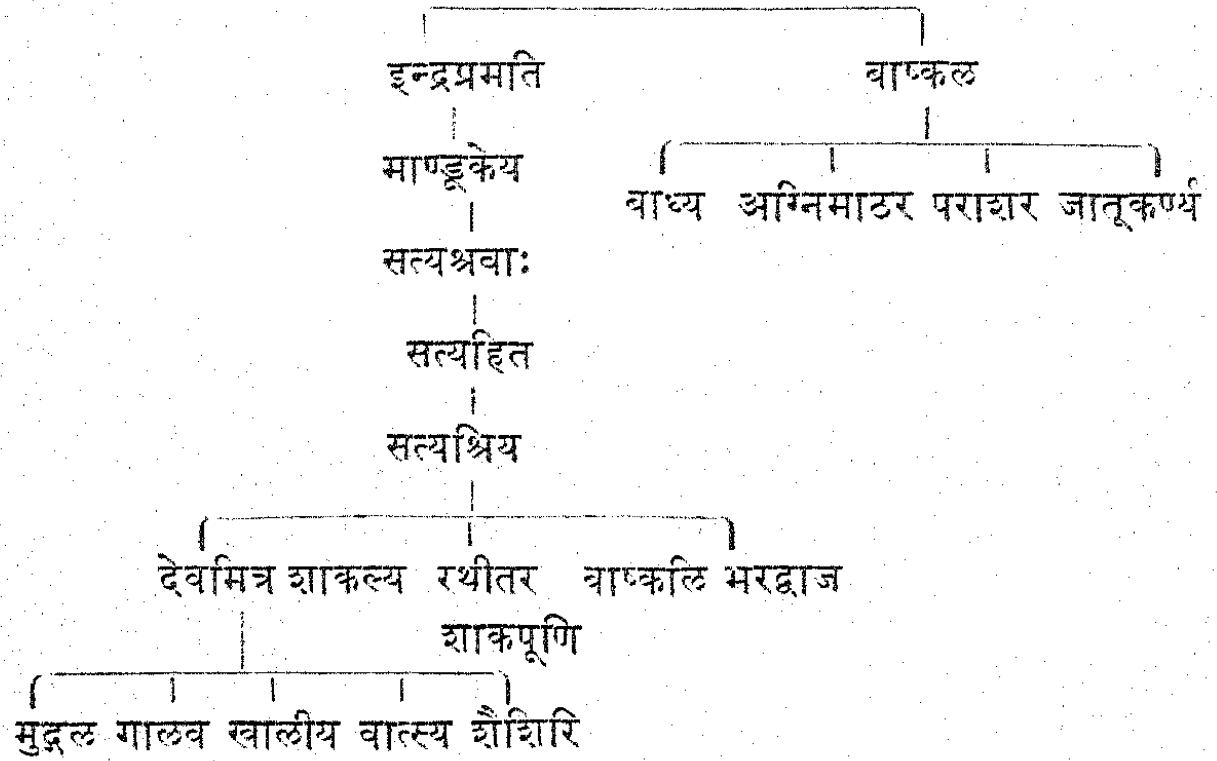 इन्द्रप्रमति वाष्कल
माण्डूकेय
वाध्य अग्निमाठर पराशर जातूकर्ण्य
सत्यश्रवाः
सत्यहित
सत्यश्रिय
देवमित्र शाकल्य रथीतर वाष्कलि भरद्वाज
शाकपूणि
मुद्गल गालव खालीय वात्स्य शैशिरि